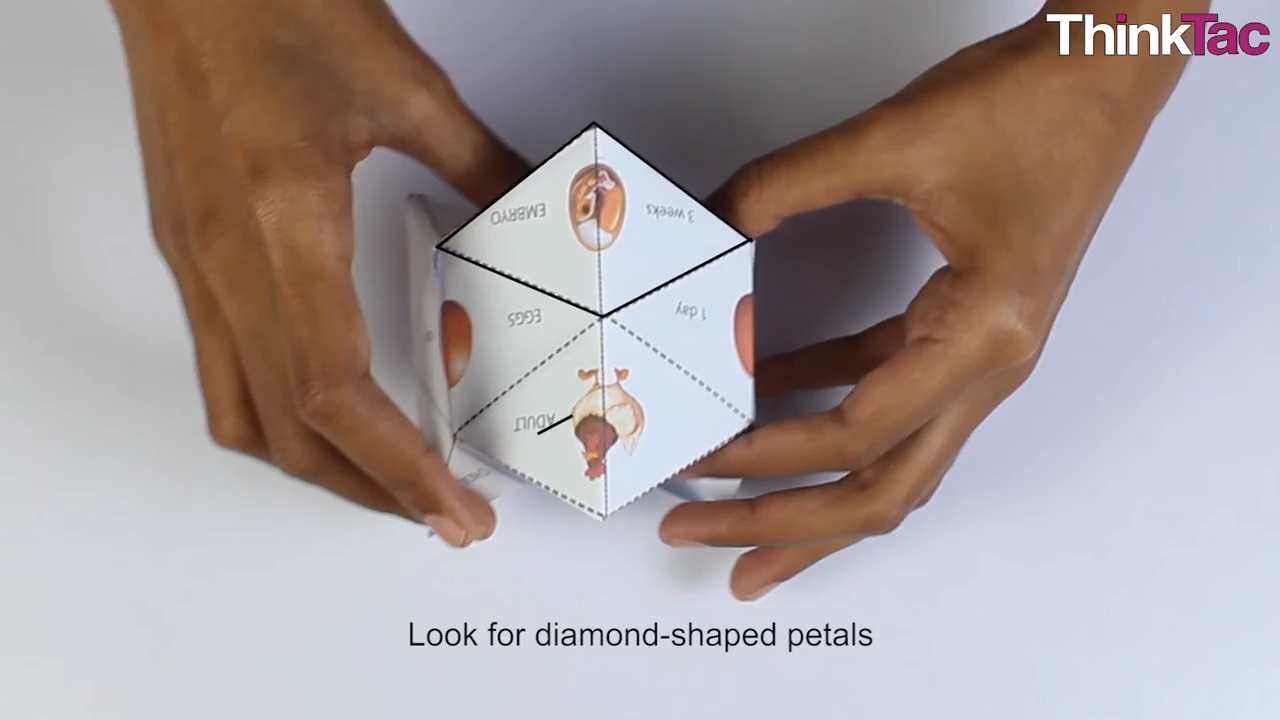 ThinkTac
EMBRYO
3 weeks
EGGS
1 day
ADULT
Look for diamond-shaped petals